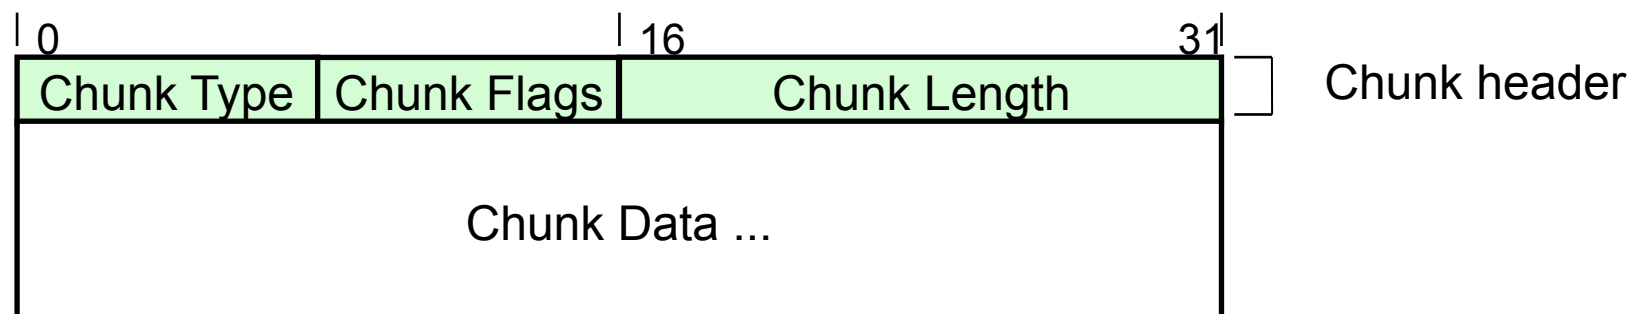 0 16 31
Chunk Type Chunk Flags Chunk Length Chunk header
Chunk Data ...